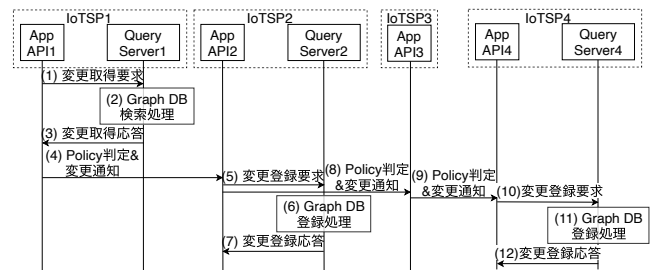 IoTSP1
IoTSP2
IoTSP3
IoTSP4
App
API1
Query
Server1
App
API2
Query
Server2
App
API3
App
API4
Query
Server4
(1) 変更取得要求
(2) Graph DB
検索処理
(3) 変更取得応答
(4) Policy判定&
変更通知
(5) 変更登録要求
(8) Policy判定
&変更通知
(9) Policy判定
&変更通知
(10)変更登録要求
(6) Graph DB
登録処理
(11) Graph DB
登録処理
(7) 変更登録応答
(12)変更登録応答